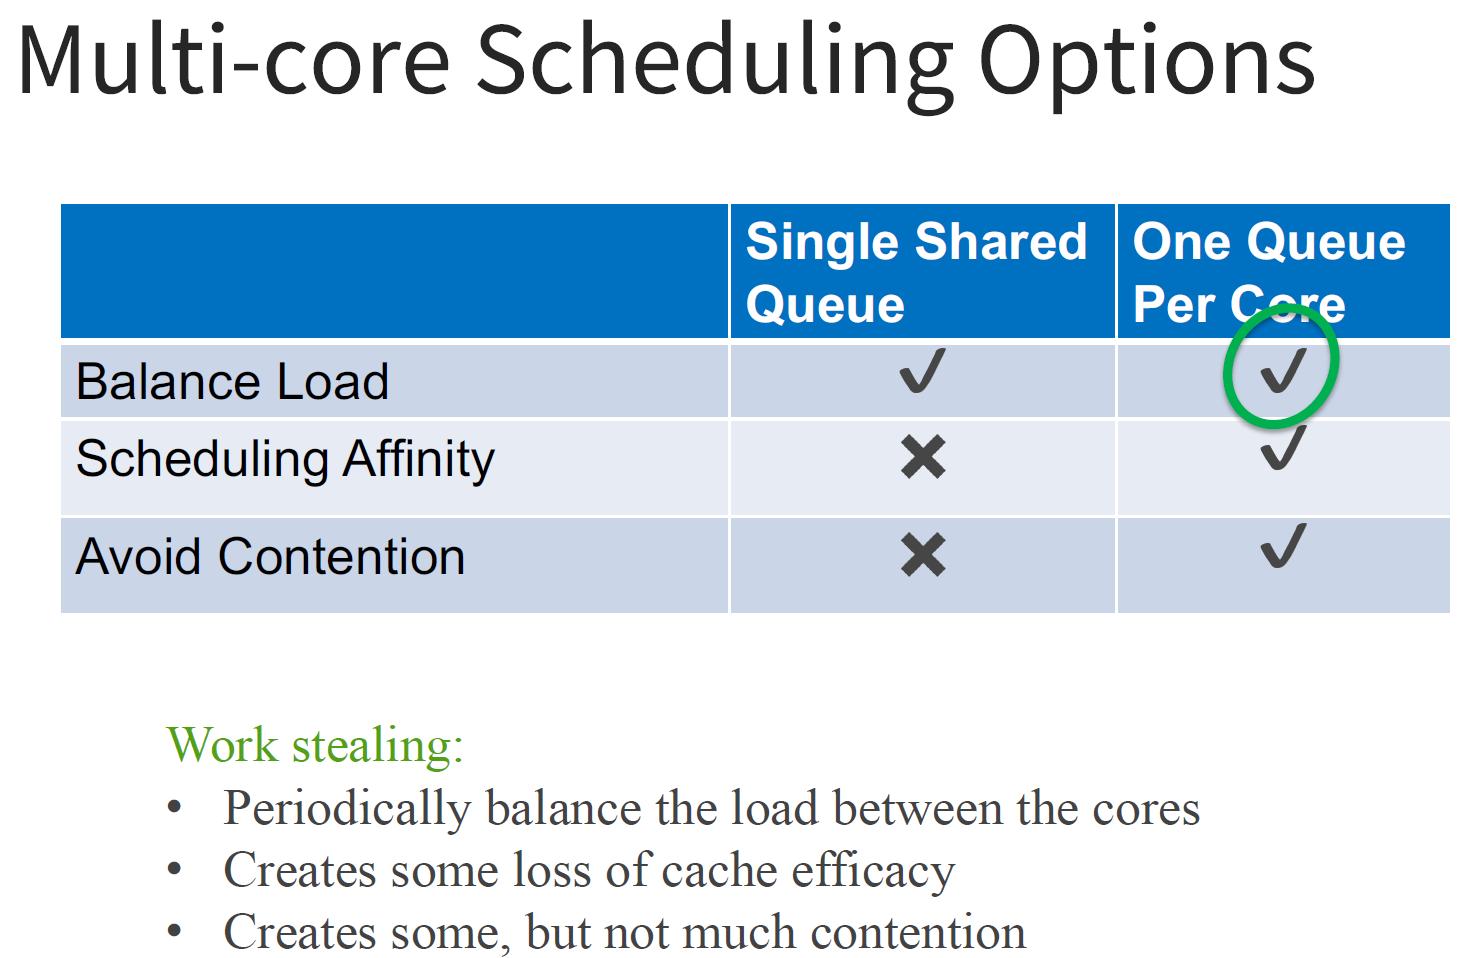 Multi-core Scheduling Options
Single Shared Queue
One Queue Per Core
Balance Load ✔ ✔
Scheduling Affinity ✖ ✔
Avoid Contention ✖ ✔
Work stealing:
• Periodically balance the load between the cores
• Creates some loss of cache efficacy
• Creates some, but not much contention